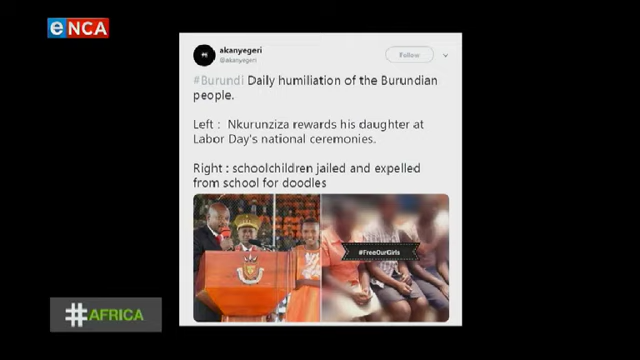 eNCA
akanyegeri
@akanyegeri
Follow
#Burundi Daily humiliation of the Burundian
people.
Left : Nkurunziza rewards his daughter at
Labor Day's national ceremonies.
Right : schoolchildren jailed and expelled
from school for doodles
#FreeOurGirls
#AFRICA